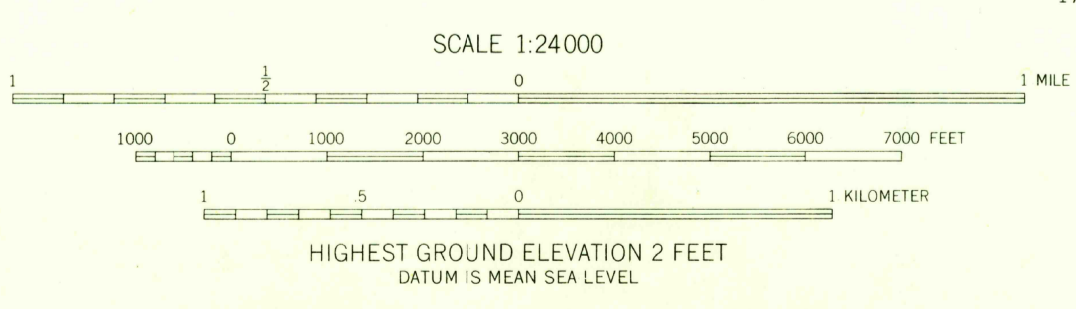 SCALE 1:24000
1 1/2 0 1 MILE
1000 0 1000 2000 3000 4000 5000 6000 7000 FEET
1 .5 0 1 KILOMETER
HIGHEST GROUND ELEVATION 2 FEET
DATUM IS MEAN SEA LEVEL